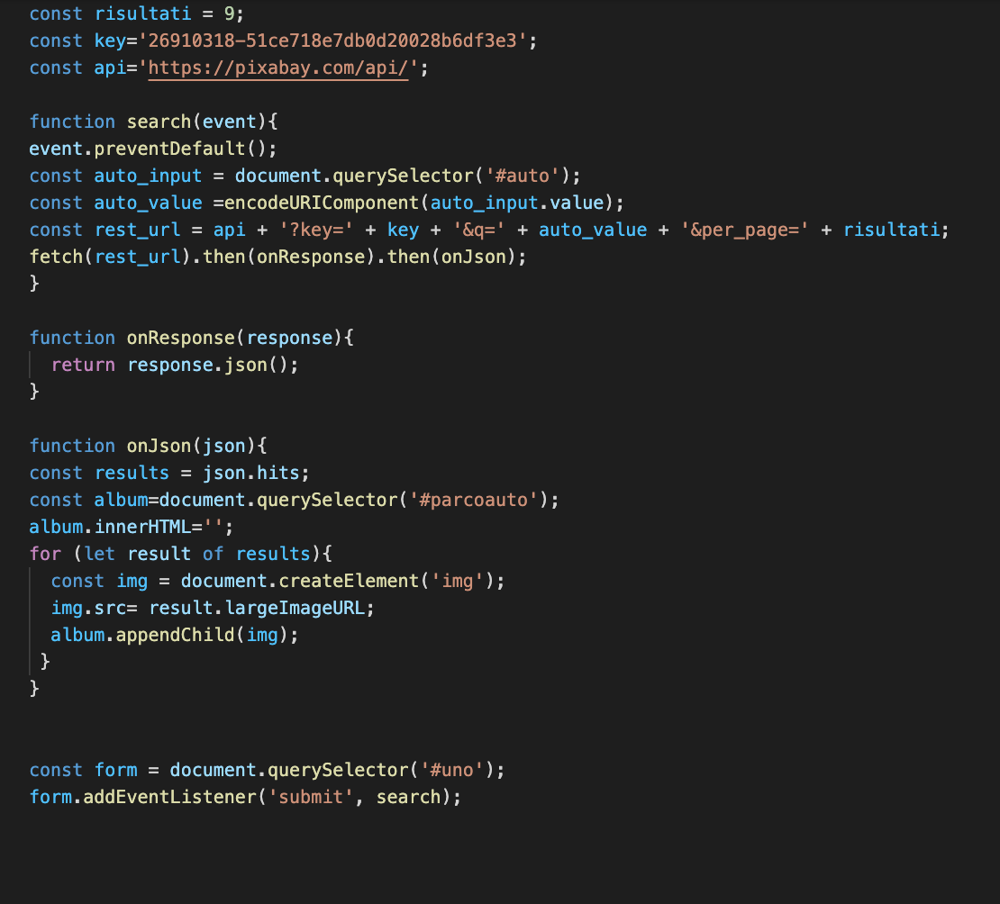 const risultati = 9;
const key='26910318-51ce718e7db0d20028b6df3e3';
const api='https://pixabay.com/api/';
function search(event){
event.preventDefault();
const auto_input = document.querySelector('#auto');
const auto_value =encodeURIComponent(auto_input.value);
const rest_url = api + '?key=' + key + '&q=' + auto_value + '&per_page=' + risultati;
fetch(rest_url).then(onResponse).then(onJson);
}
function onResponse(response){
  return response.json();
}
function onJson(json){
const results = json.hits;
const album=document.querySelector('#parcoauto');
album.innerHTML='';
for (let result of results){
  const img = document.createElement('img');
  img.src= result.largeImageURL;
  album.appendChild(img);
 }
}
const form = document.querySelector('#uno');
form.addEventListener('submit', search);